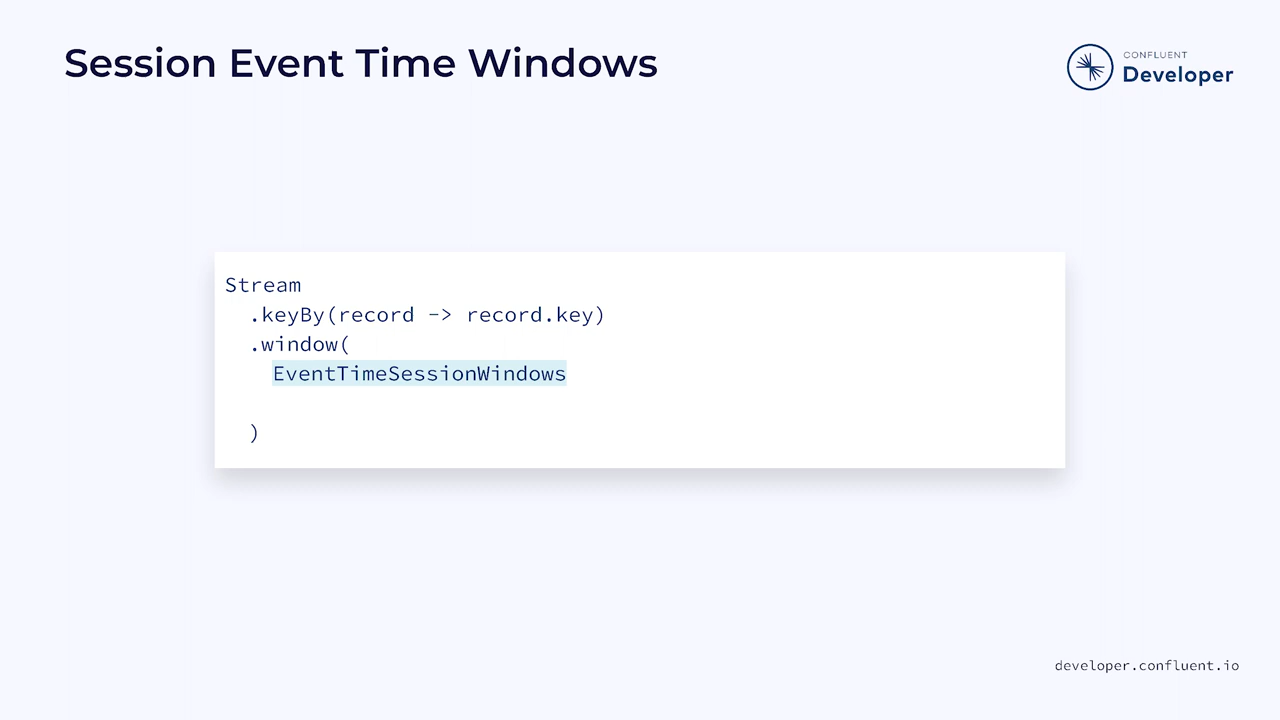 Session Event Time Windows
CONFLUENT
Developer
Stream
.keyBy(record -> record.key)
.window(
EventTimeSessionWindows
)
developer.confluent.io